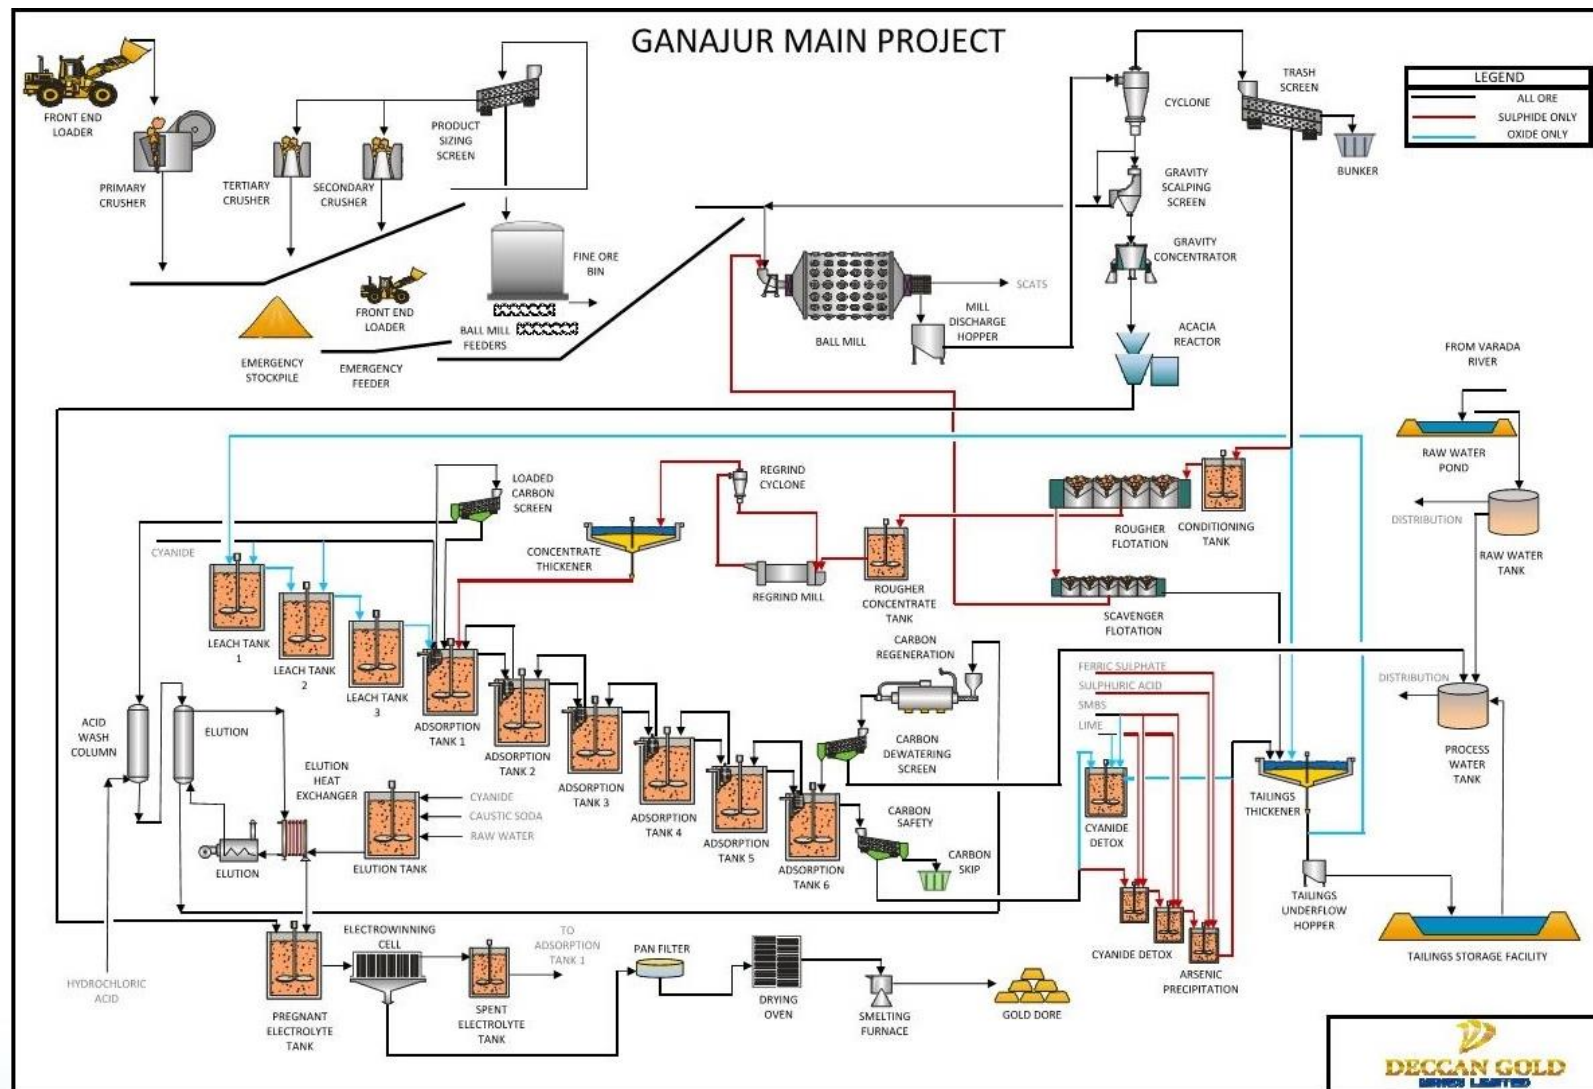 GANAJUR MAIN PROJECT
LEGEND
ALL ORE
SULPHIDE ONLY
OXIDE ONLY
FRONT END
LOADER
PRIMARY
CRUSHER
TERTIARY
CRUSHER
SECONDARY
CRUSHER
PRODUCT
SIZING
SCREEN
FINE ORE
BIN
FRONT END
LOADER
BALL MILL
FEEDERS
EMERGENCY
STOCKPILE
EMERGENCY
FEEDER
BALL MILL
SCATS
MILL
DISCHARGE
HOPPER
CYCLONE
GRAVITY
SCALPING
SCREEN
GRAVITY
CONCENTRATOR
ACACIA
REACTOR
TRASH
SCREEN
BUNKER
FROM VARADA
RIVER
RAW WATER
POND
DISTRIBUTION
RAW WATER
TANK
LOADED
CARBON
SCREEN
CYANIDE
CONCENTRATE
THICKENER
REGRIND
CYCLONE
REGRIND MILL
ROUGHER
CONCENTRATE
TANK
ROUGHER
FLOTATION
CONDITIONING
TANK
SCAVENGER
FLOTATION
LEACH TANK
1
LEACH TANK
2
LEACH TANK
3
ADSORPTION
TANK 1
ADSORPTION
TANK 2
ADSORPTION
TANK 3
ADSORPTION
TANK 4
ADSORPTION
TANK 5
ADSORPTION
TANK 6
CARBON
REGENERATION
CARBON
DEWATERING
SCREEN
CARBON
SAFETY
CARBON
SKIP
FERRIC SULPHATE
SULPHURIC ACID
SMBS
LIME
DISTRIBUTION
PROCESS
WATER
TANK
CYANIDE
DETOX
TAILINGS
THICKENER
TAILINGS
UNDERFLOW
HOPPER
TAILINGS STORAGE FACILITY
CYANIDE DETOX
ARSENIC
PRECIPITATION
ACID
WASH
COLUMN
ELUTION
ELUTION
HEAT
EXCHANGER
CYANIDE
CAUSTIC SODA
RAW WATER
ELUTION
ELUTION TANK
HYDROCHLORIC
ACID
PREGNANT
ELECTROLYTE
TANK
ELECTROWINNING
CELL
SPENT
ELECTROLYTE
TANK
TO
ADSORPTION
TANK 1
PAN FILTER
DRYING
OVEN
SMELTING
FURNACE
GOLD DORE
DECCAN GOLD
MINES LIMITED